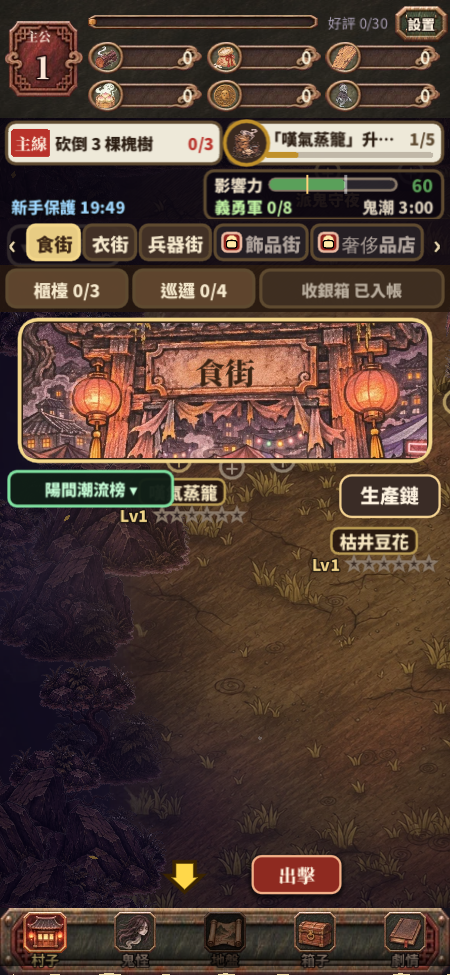 主公
1
好評 0/30
設置
0
0
0
0
0
0
主線 砍倒 3 棵槐樹 0/3
「嘆氣蒸籠」升⋯ 1/5
影響力 60
新手保護 19:49
義勇軍 0/8 鬼潮 3:00
‹ 食街 衣街 兵器街 飾品街 奢侈品店 ›
櫃檯 0/3
巡邏 0/4
收銀箱 已入帳
食街
陽間潮流榜 ▾
氣蒸籠
生產鏈
Lv1
枯井豆花
Lv1
出擊
村子
鬼怪
地盤
箱子
劇情